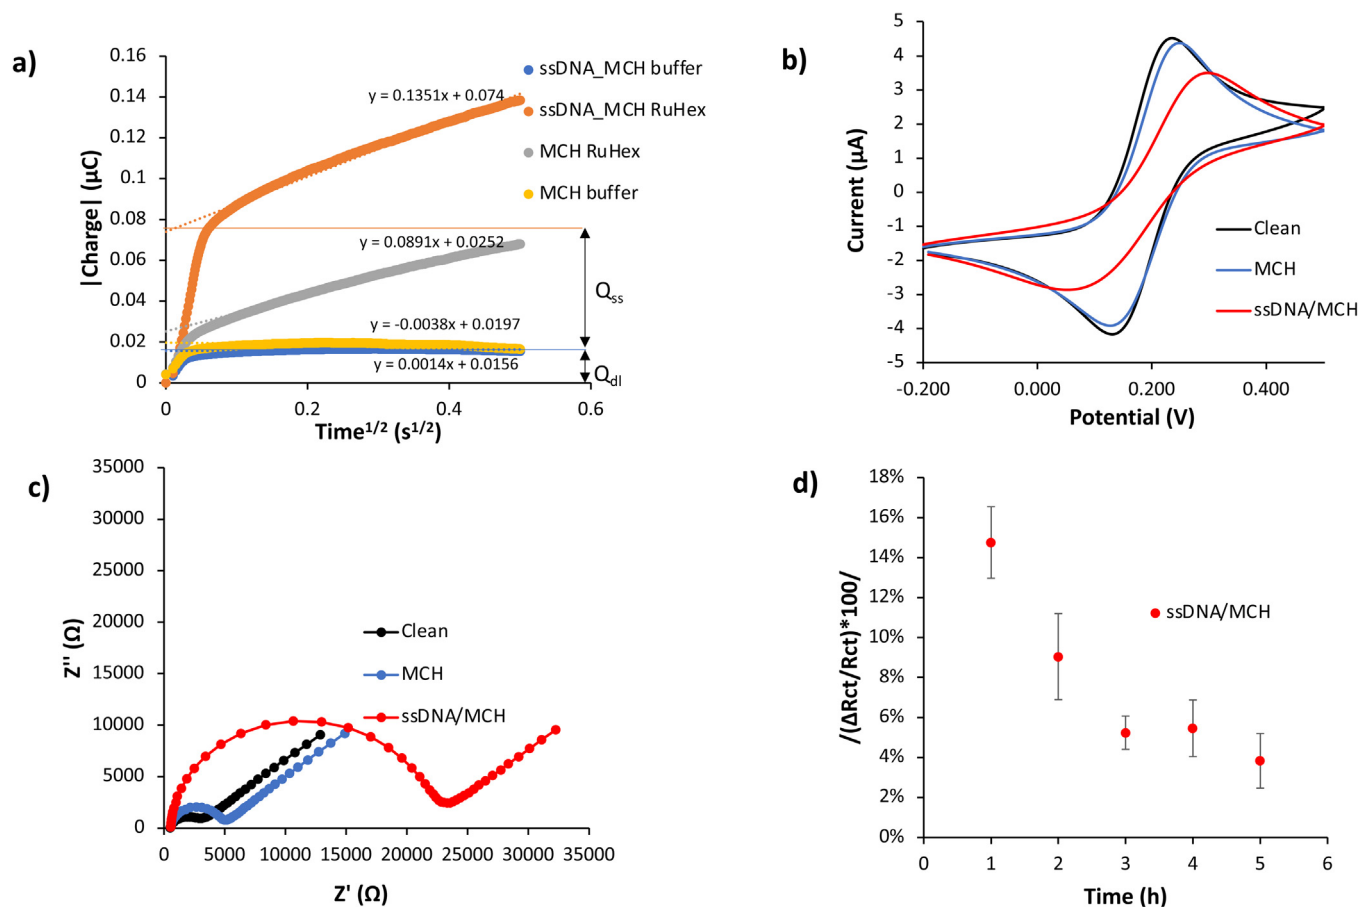 a)
0.16
0.14
0.12
0.1
0.08
0.06
0.04
0.02
0
|Charge| (µC)
0
0.2
0.4
0.6
Time1/2 (s1/2)
ssDNA_MCH buffer
ssDNA_MCH RuHex
MCH RuHex
MCH buffer
y = 0.1351x + 0.074
y = 0.0891x + 0.0252
y = -0.0038x + 0.0197
y = 0.0014x + 0.0156
Qss
Qdl
b)
5
4
3
2
1
0
-1
-2
-3
-4
-5
Current (µA)
-0.200
0.000
0.200
0.400
Potential (V)
Clean
MCH
ssDNA/MCH
c)
35000
30000
25000
20000
15000
10000
5000
0
Z'' (Ω)
0
5000
10000
15000
20000
25000
30000
35000
Z' (Ω)
Clean
MCH
ssDNA/MCH
d)
18%
16%
14%
12%
10%
8%
6%
4%
2%
0%
/(ΔRct/Rct)*100/
0
1
2
3
4
5
6
Time (h)
ssDNA/MCH